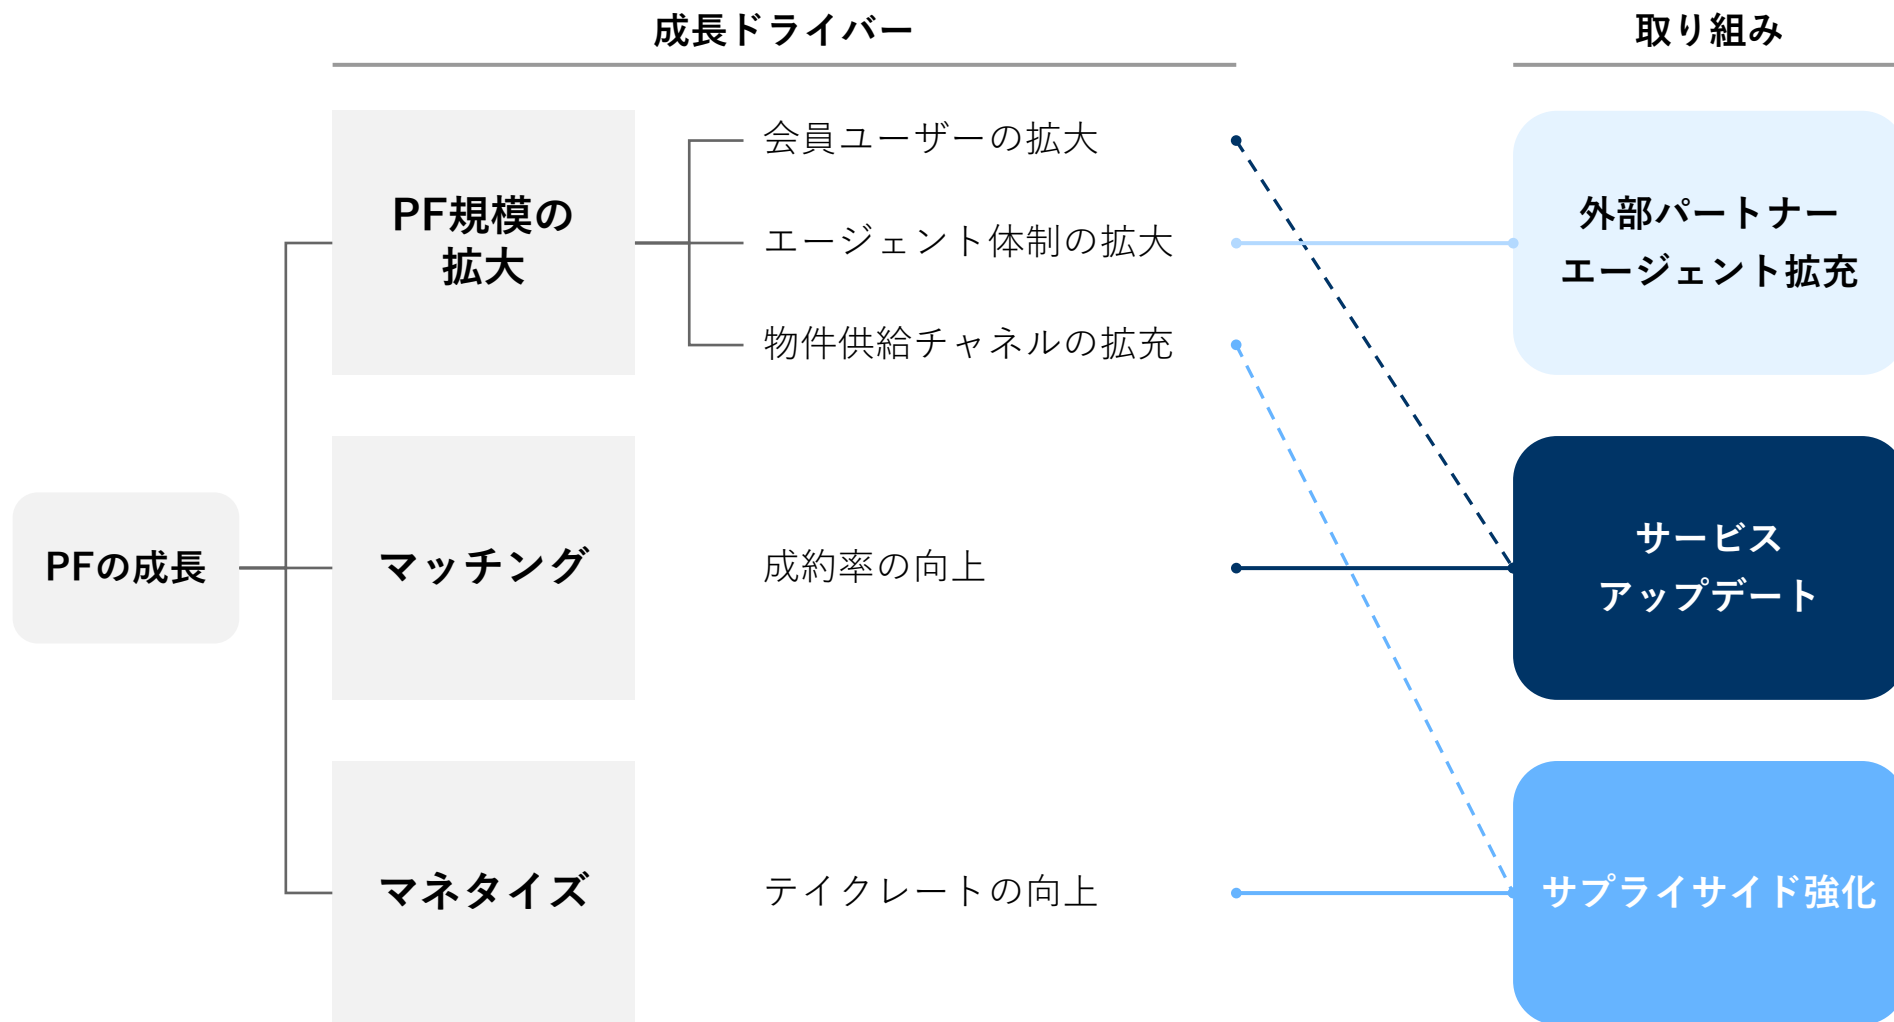 成長ドライバー
取り組み
PFの成長
PF規模の
拡大
会員ユーザーの拡大
エージェント体制の拡大
物件供給チャネルの拡充
外部パートナー
エージェント拡充
マッチング
成約率の向上
サービス
アップデート
マネタイズ
テイクレートの向上
サプライサイド強化